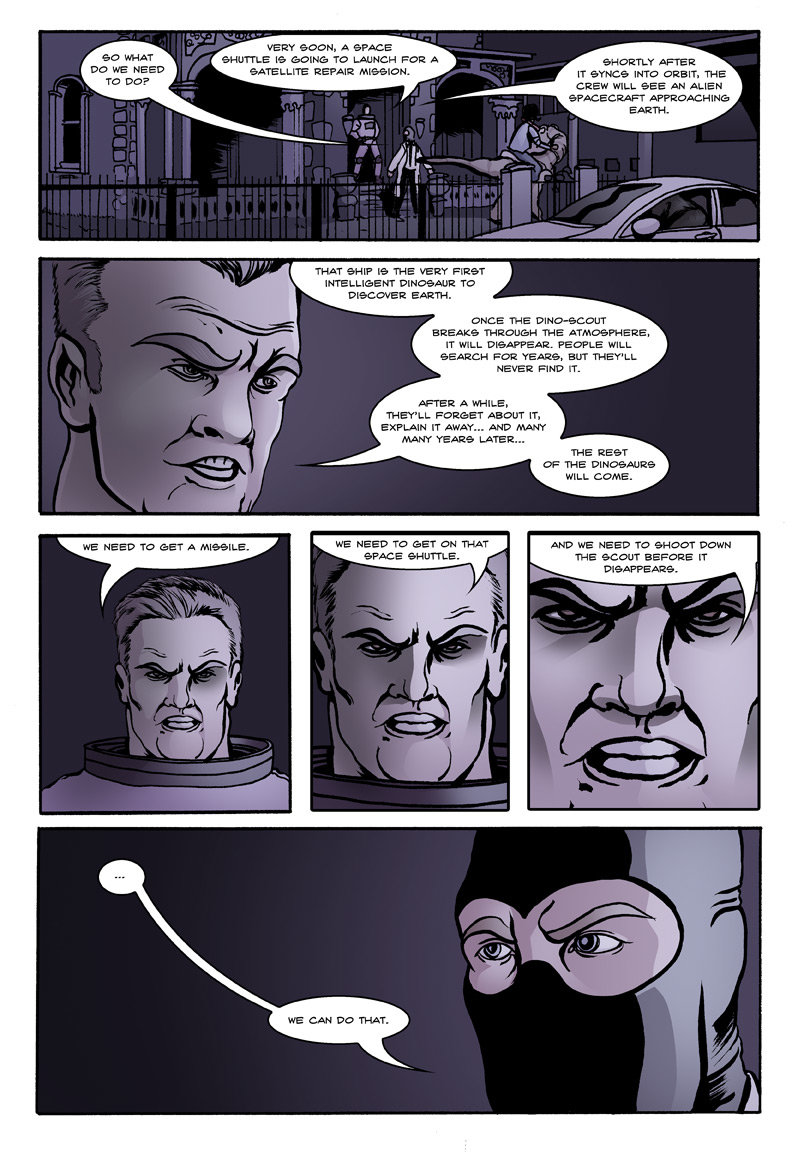 SO WHAT
DO WE NEED
TO DO?
VERY SOON, A SPACE
SHUTTLE IS GOING TO LAUNCH FOR A
SATELLITE REPAIR MISSION.
SHORTLY AFTER
IT SYNCS INTO ORBIT, THE
CREW WILL SEE AN ALIEN
SPACECRAFT APPROACHING
EARTH.
THAT SHIP IS THE VERY FIRST
INTELLIGENT DINOSAUR TO
DISCOVER EARTH.
ONCE THE DINO-SCOUT
BREAKS THROUGH THE ATMOSPHERE,
IT WILL DISAPPEAR. PEOPLE WILL
SEARCH FOR YEARS, BUT THEY'LL
NEVER FIND IT.
AFTER A WHILE,
THEY'LL FORGET ABOUT IT,
EXPLAIN IT AWAY... AND MANY
MANY YEARS LATER...
THE REST
OF THE DINOSAURS
WILL COME.
WE NEED TO GET A MISSILE.
WE NEED TO GET ON THAT
SPACE SHUTTLE.
AND WE NEED TO SHOOT DOWN
THE SCOUT BEFORE IT
DISAPPEARS.
...
WE CAN DO THAT.